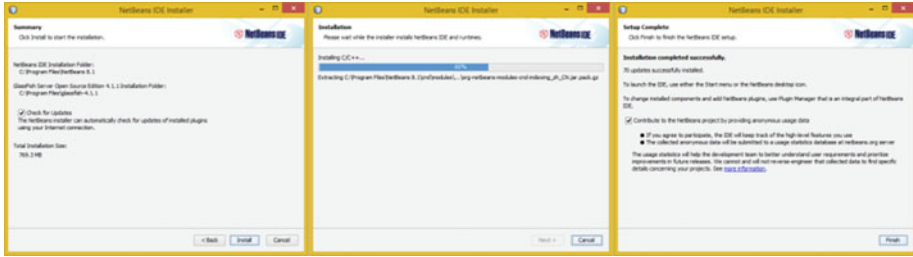 NetBeans IDE Installer
Summary
Click Install to start the installation.
NetBeans IDE
NetBeans IDE Installation Folder:
C:\Program Files\NetBeans 8.1
GlassFish Server Open Source Edition 4.1.1 Installation Folder:
C:\Program Files\glassfish-4.1.1
Check for Updates
The NetBeans installer can automatically check for updates of installed plugins
using your Internet connection.
Total Installation Size:
769.3 MB
< Back
Install
Cancel
NetBeans IDE Installer
Installation
Please wait while the installer installs NetBeans IDE and runtimes.
NetBeans IDE
Installing C/C++...
60%
Extracting C:\Program Files\NetBeans 8.1\cnd\modules\...
Next >
Cancel
NetBeans IDE Installer
Setup Complete
Click Finish to finish the NetBeans IDE setup.
NetBeans IDE
Installation completed successfully.
70 updates successfully installed.
To launch the IDE, use either the Start menu or the NetBeans desktop icon.
To change installed components and add NetBeans plugins, use Plugin Manager that is an integral part of NetBeans
IDE.
Contribute to the NetBeans project by providing anonymous usage data
● If you agree to participate, the IDE will keep track of the high-level features you use
● The collected anonymous data will be submitted to a usage statistics database at netbeans.org server
The usage statistics will help the development team to better understand user requirements and prioritize
improvements in future releases. We cannot and will not reverse-engineer that collected data to find specific
details concerning your projects. See more information.
Finish